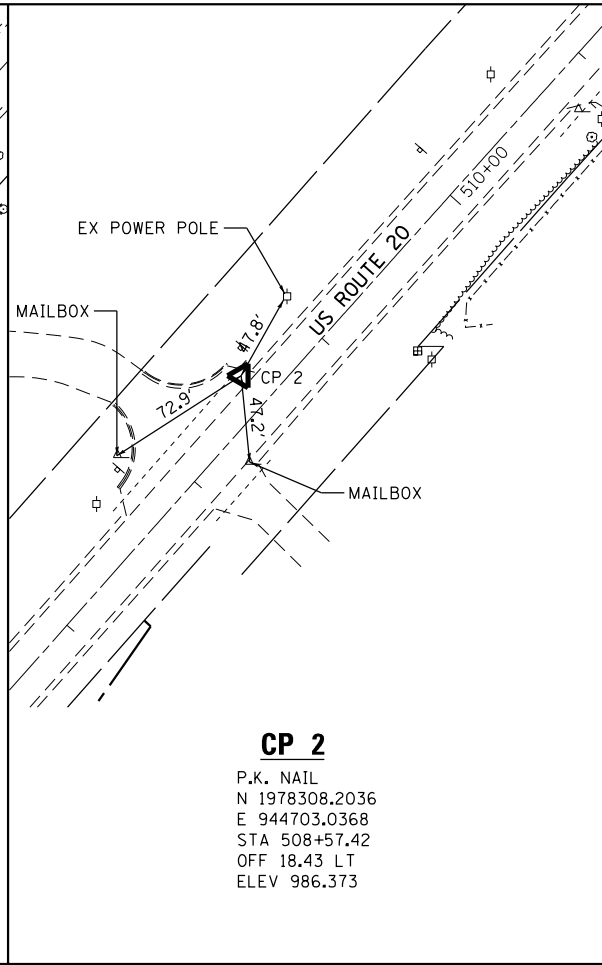 510+00
EX POWER POLE
US ROUTE 20
MAILBOX
47.8'
CP 2
72.9'
47.2'
MAILBOX
CP 2
P.K. NAIL
N 1978308.2036
E 944703.0368
STA 508+57.42
OFF 18.43 LT
ELEV 986.373